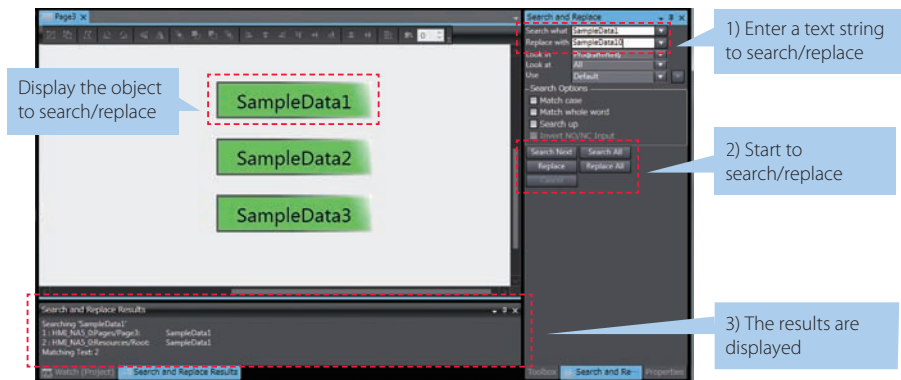 Page3 x
Search and Replace
Search what SampleData1
Replace with SampleData10
Look in
Look at All
Use Default
Search Options
Match case
Match whole word
Search up
Invert NO/NC Input
Search Next Search All
Replace Replace All
Cancel
0
1) Enter a text string
to search/replace
Display the object
to search/replace
SampleData1
SampleData2
SampleData3
2) Start to
search/replace
Search and Replace Results
Searching 'SampleData1'
1 : HMI_NA5_0:Pages/Page3: SampleData1
2 : HMI_NA5_0:Resources/Root: SampleData1
Matching Text: 2
3) The results are
displayed
Watch (Project) Search and Replace Results
Toolbox Search and Re··· Properties